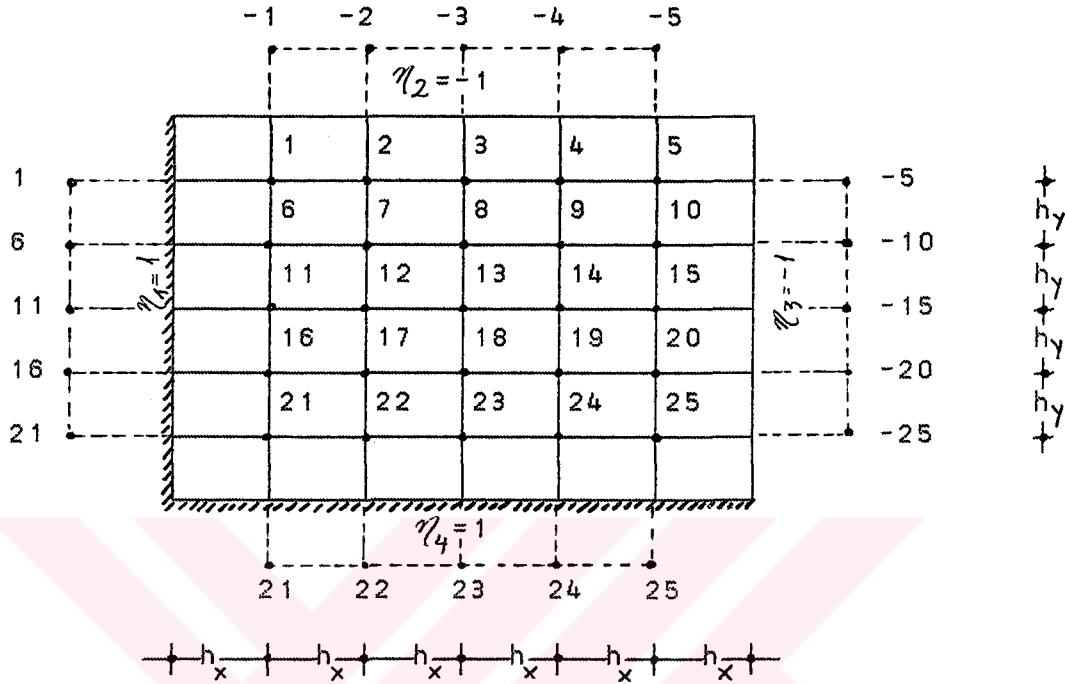 -1 -2 -3 -4 -5
η2 = -1
1 2 3 4 5
1 -5
6 7 8 9 10
hy
6 -10
11 12 13 14 15
η1=1
η3=-1
hy
11 -15
16 17 18 19 20
hy
16 -20
21 22 23 24 25
hy
21 -25
η4=1
21 22 23 24 25
hx hx hx hx hx hx